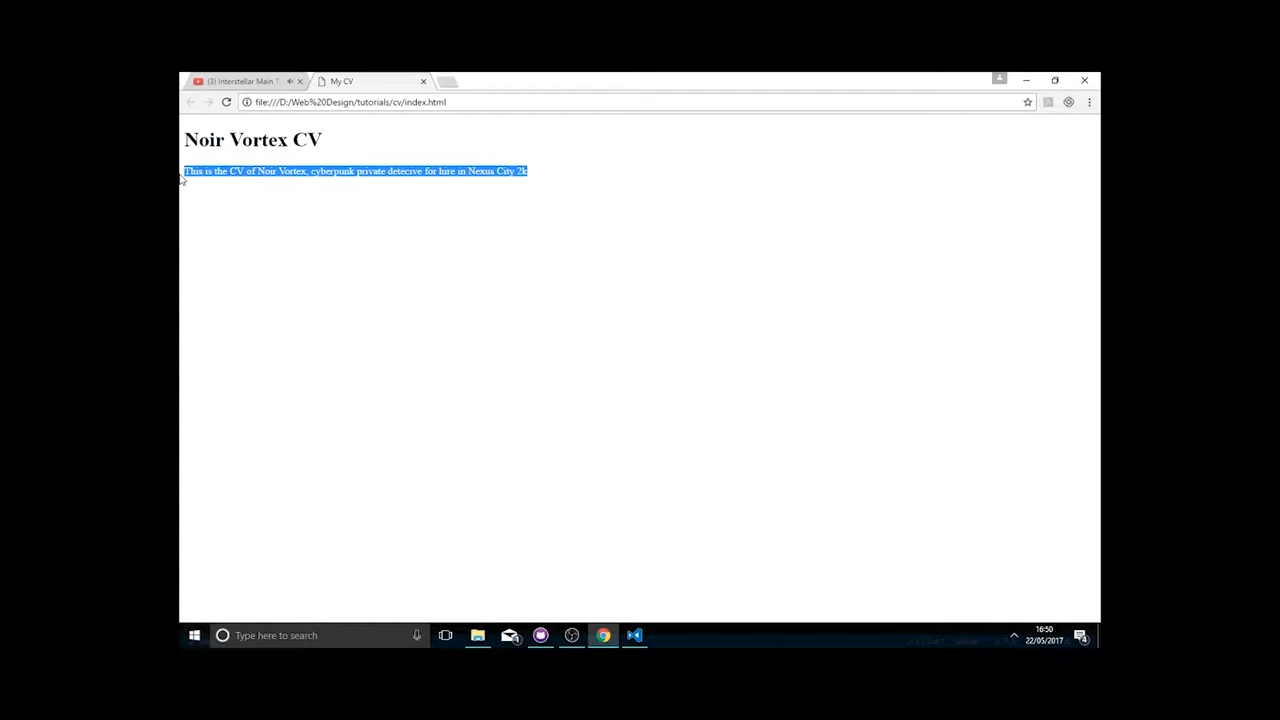 (3) Interstellar Main T
My CV
file:///D:/Web%20Design/tutorials/cv/index.html
Noir Vortex CV
This is the CV of Noir Vortex, cyberpunk private detecive for hire in Nexus City 2k
Type here to search
16:50
22/05/2017